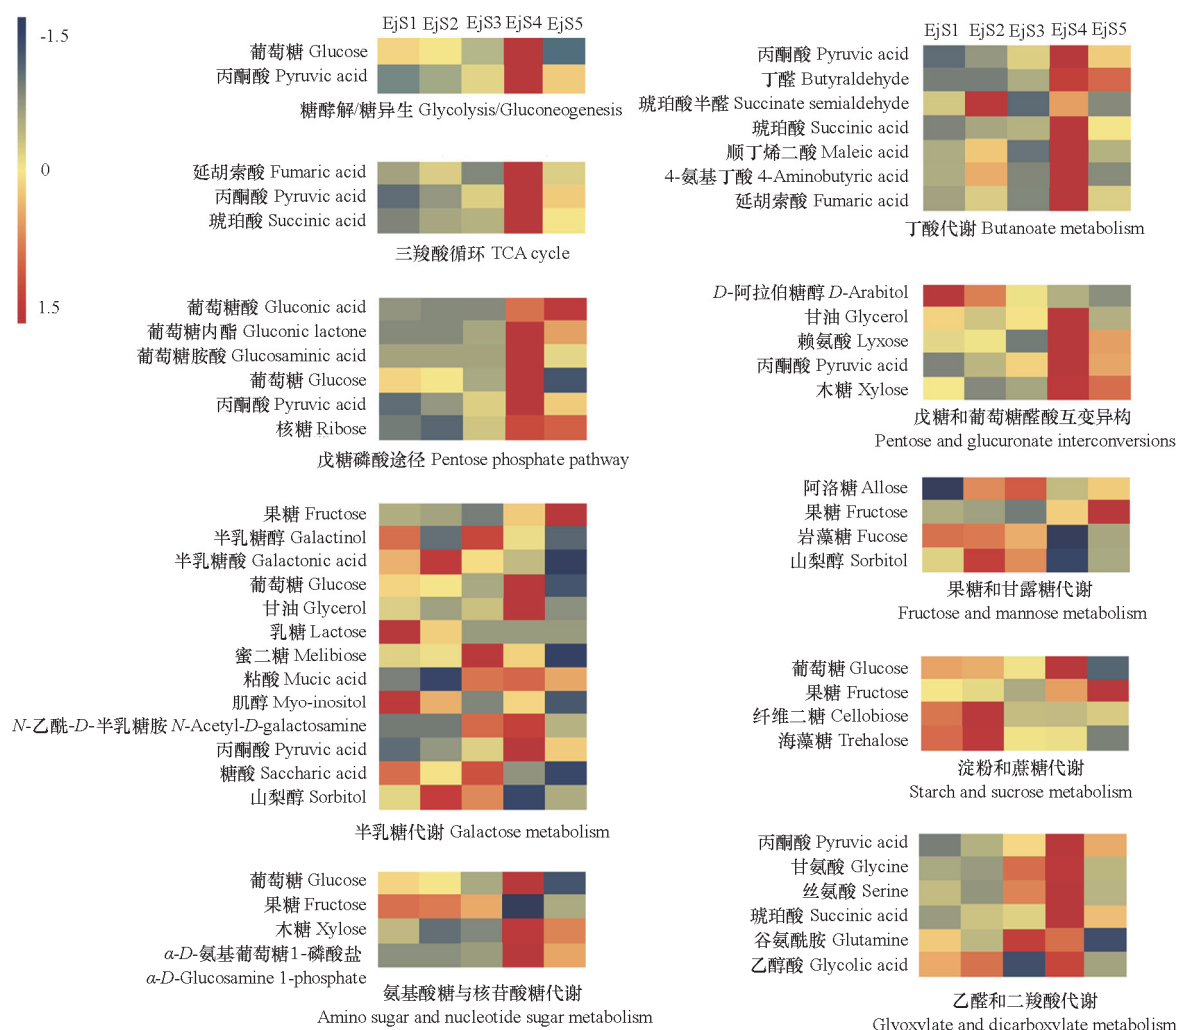 -1.5
0
1.5
EjS1 EjS2 EjS3 EjS4 EjS5
葡萄糖 Glucose
丙酮酸 Pyruvic acid
糖酵解/糖异生 Glycolysis/Gluconeogenesis
延胡索酸 Fumaric acid
丙酮酸 Pyruvic acid
琥珀酸 Succinic acid
三羧酸循环 TCA cycle
葡萄糖酸 Gluconic acid
葡萄糖内酯 Gluconic lactone
葡萄糖胺酸 Glucosaminic acid
葡萄糖 Glucose
丙酮酸 Pyruvic acid
核糖 Ribose
戊糖磷酸途径 Pentose phosphate pathway
果糖 Fructose
半乳糖醇 Galactinol
半乳糖酸 Galactonic acid
葡萄糖 Glucose
甘油 Glycerol
乳糖 Lactose
蜜二糖 Melibiose
粘酸 Mucic acid
肌醇 Myo-inositol
N-乙酰-D-半乳糖胺 N-Acetyl-D-galactosamine
丙酮酸 Pyruvic acid
糖酸 Saccharic acid
山梨醇 Sorbitol
半乳糖代谢 Galactose metabolism
葡萄糖 Glucose
果糖 Fructose
木糖 Xylose
α-D-氨基葡萄糖1-磷酸盐
α-D-Glucosamine 1-phosphate
氨基酸糖与核苷酸糖代谢
Amino sugar and nucleotide sugar metabolism
EjS1 EjS2 EjS3 EjS4 EjS5
丙酮酸 Pyruvic acid
丁醛 Butyraldehyde
琥珀酸半醛 Succinate semialdehyde
琥珀酸 Succinic acid
顺丁烯二酸 Maleic acid
4-氨基丁酸 4-Aminobutyric acid
延胡索酸 Fumaric acid
丁酸代谢 Butanoate metabolism
D-阿拉伯糖醇 D-Arabitol
甘油 Glycerol
赖氨酸 Lyxose
丙酮酸 Pyruvic acid
木糖 Xylose
戊糖和葡萄糖醛酸互变异构
Pentose and glucuronate interconversions
阿洛糖 Allose
果糖 Fructose
岩藻糖 Fucose
山梨醇 Sorbitol
果糖和甘露糖代谢
Fructose and mannose metabolism
葡萄糖 Glucose
果糖 Fructose
纤维二糖 Cellobiose
海藻糖 Trehalose
淀粉和蔗糖代谢
Starch and sucrose metabolism
丙酮酸 Pyruvic acid
甘氨酸 Glycine
丝氨酸 Serine
琥珀酸 Succinic acid
谷氨酰胺 Glutamine
乙醇酸 Glycolic acid
乙醛和二羧酸代谢
Glyoxylate and dicarboxylate metabolism